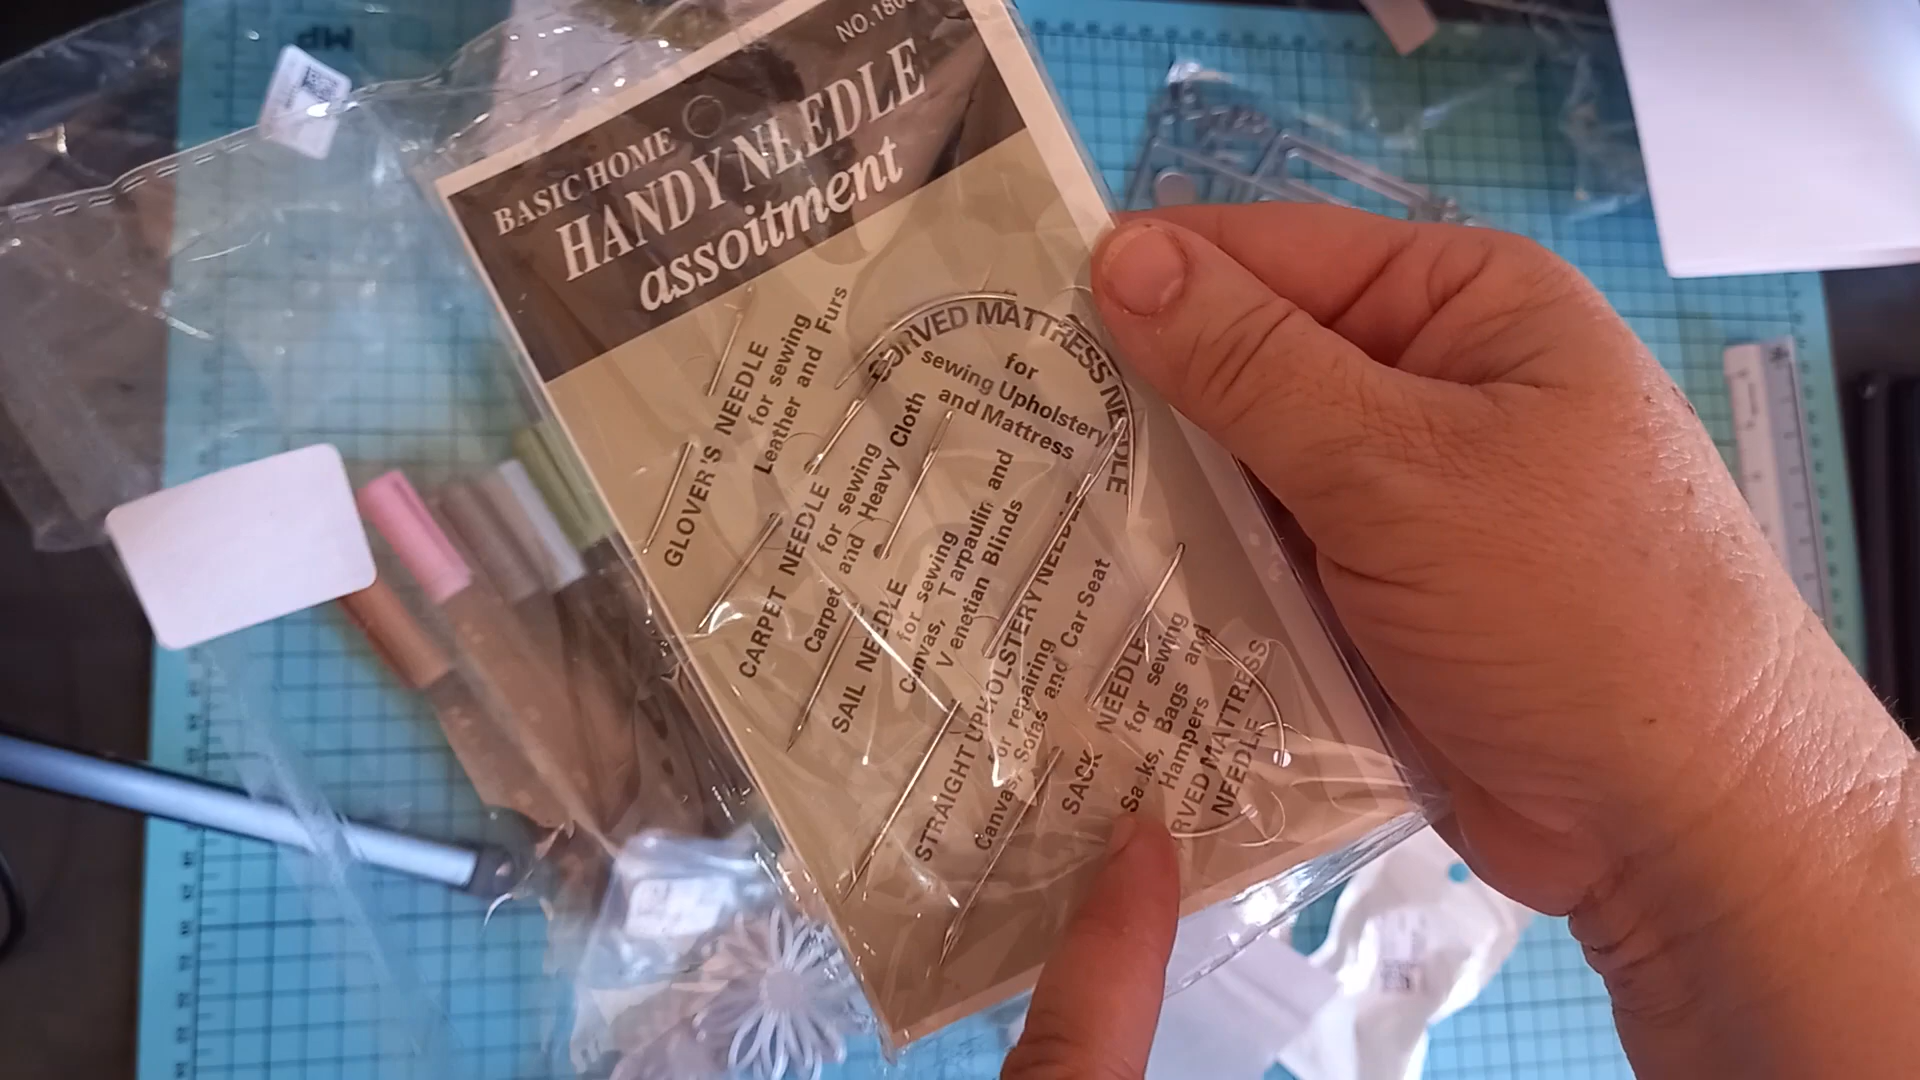 BASIC HOME
HANDY NEEDLE
assoitment
GLOVER'S NEEDLE
for sewing
Leather and Furs
CURVED MATTRESS NEEDLE
for
sewing Upholstery
and Mattress
CARPET NEEDLE
for sewing
Carpet and Heavy Cloth
SAIL NEEDLE
for sewing
Canvas, Tarpaulin and
Venetian Blinds
STRAIGHT UPHOLSTERY NEEDLE
for repairing
Canvas, Sofas and Car Seat
SACK NEEDLE
for sewing
Sacks, Bags and
Hampers
MATTRESS
NEEDLE